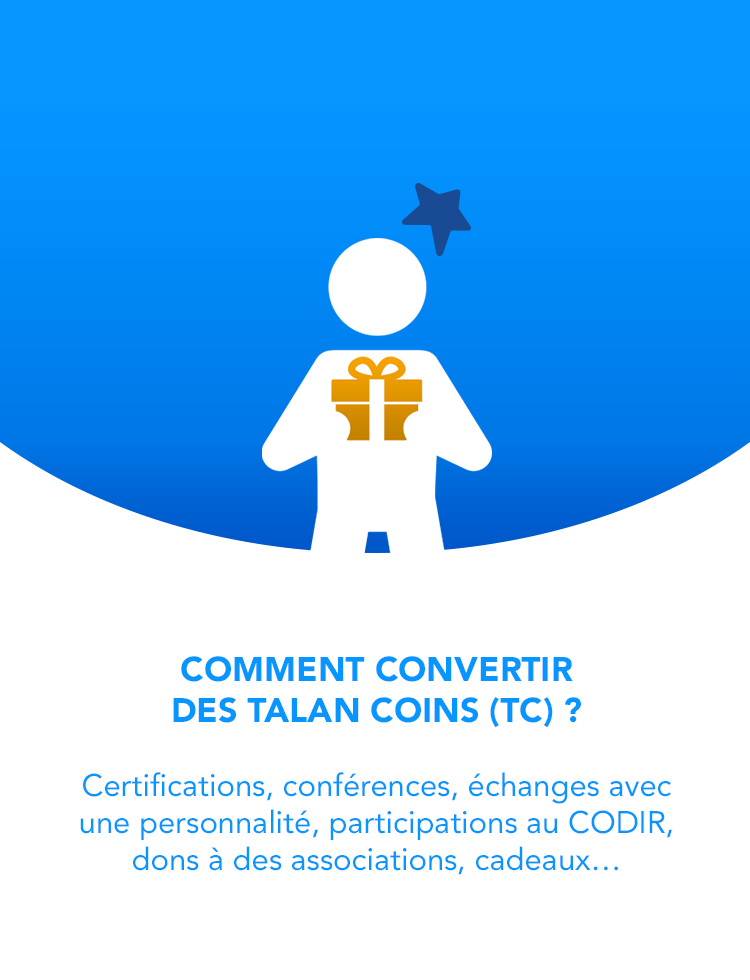 COMMENT CONVERTIR
DES TALAN COINS (TC) ?
Certifications, conférences, échanges avec
une personnalité, participations au CODIR,
dons à des associations, cadeaux…